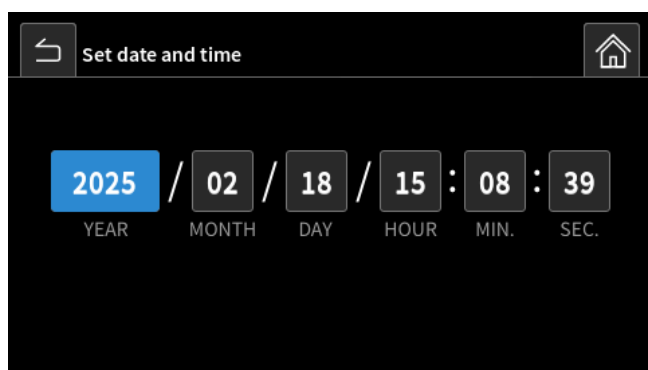 Set date and time
2025 / 02 / 18 / 15 : 08 : 39
YEAR MONTH DAY HOUR MIN. SEC.